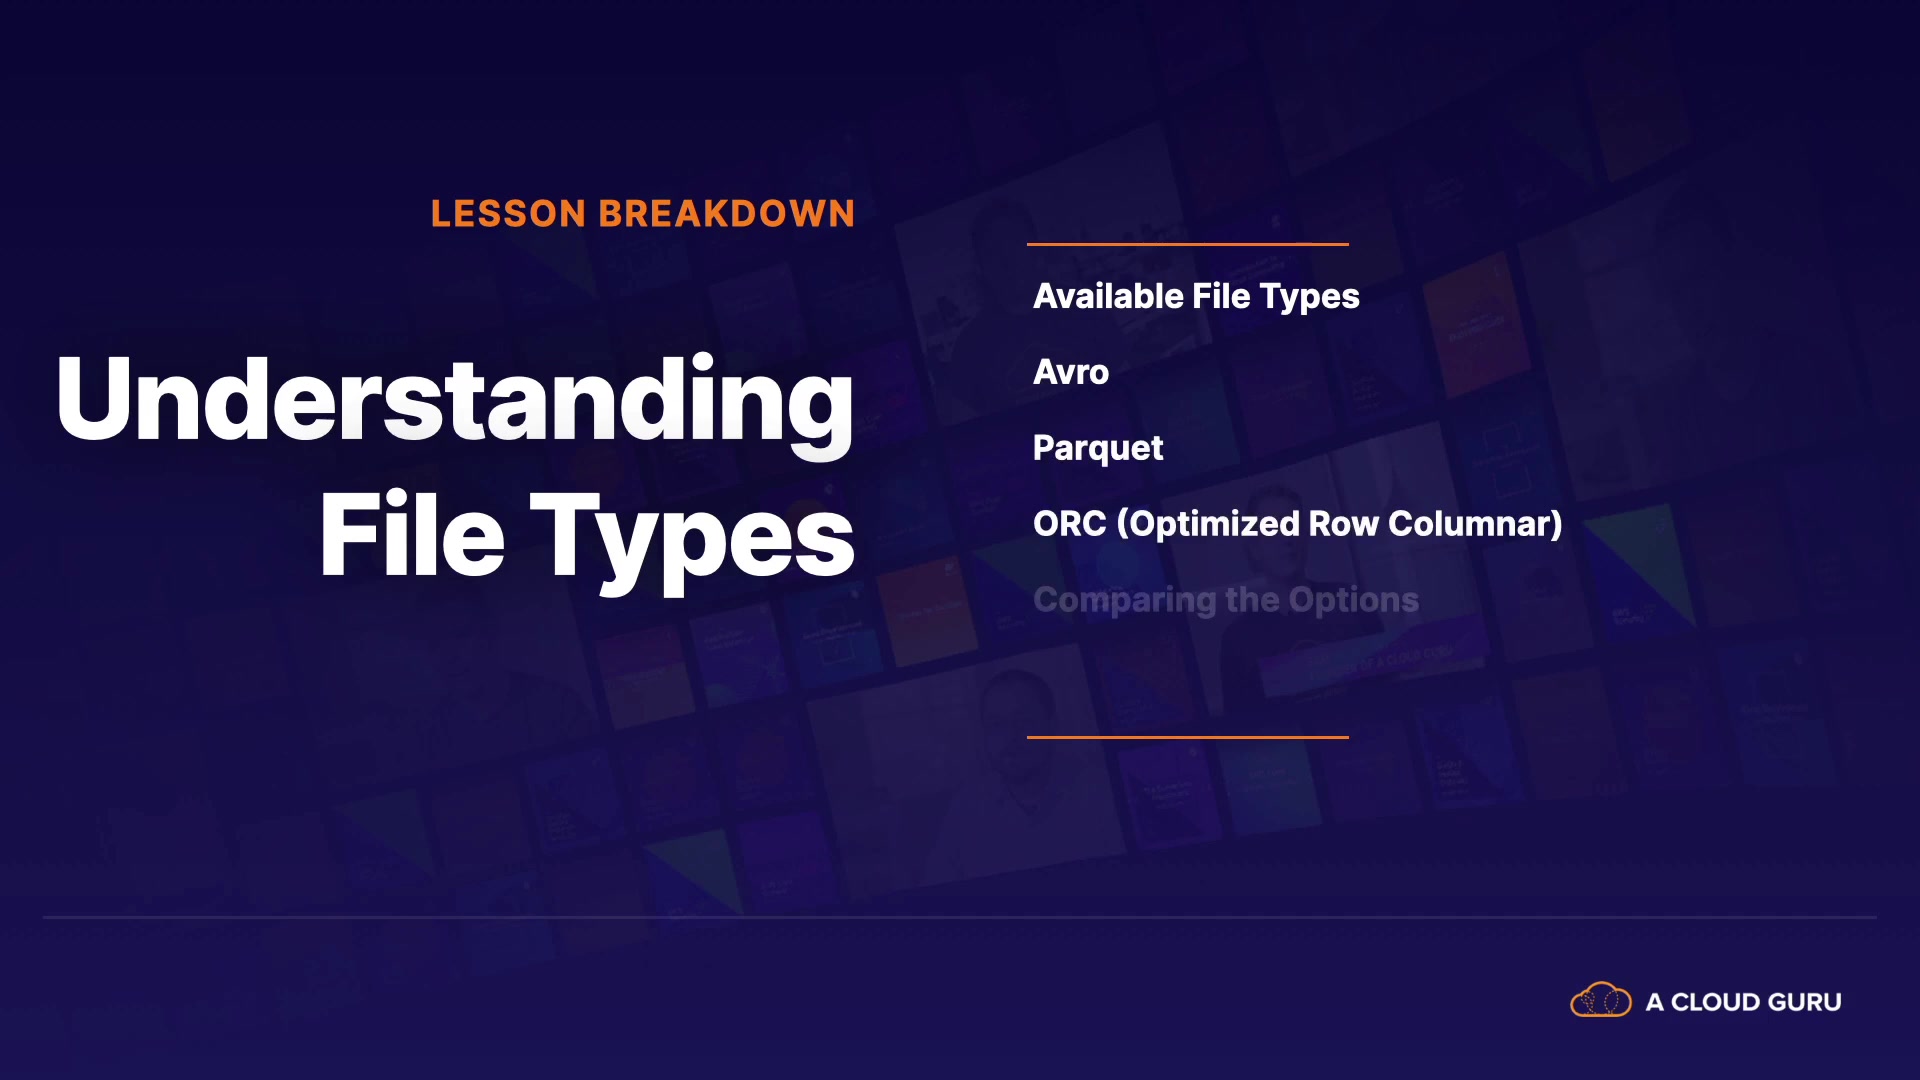 LESSON BREAKDOWN
Understanding
File Types
Available File Types
Avro
Parquet
ORC (Optimized Row Columnar)
Comparing the Options
A CLOUD GURU